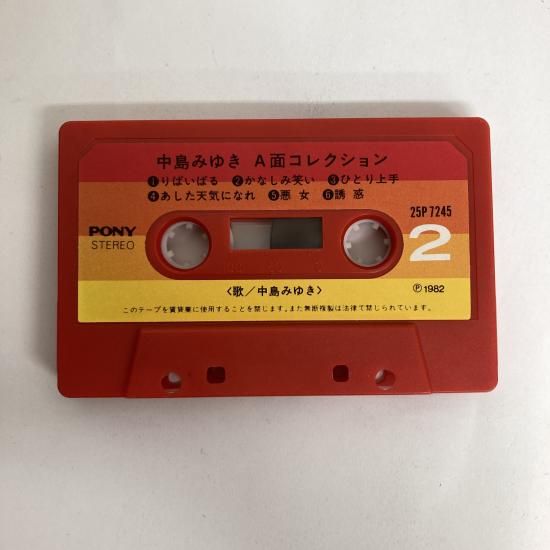 中島みゆき A面コレクション
❶りばいばる ❷かなしみ笑い ❸ひとり上手
❹あした天気になれ ❺悪 女 ❻誘 惑
25P 7245
PONY
STEREO
2
〈歌／中島みゆき〉
Ⓟ1982
このテープを賃貸業に使用することを禁じます。また無断複製は法律で禁じられています。